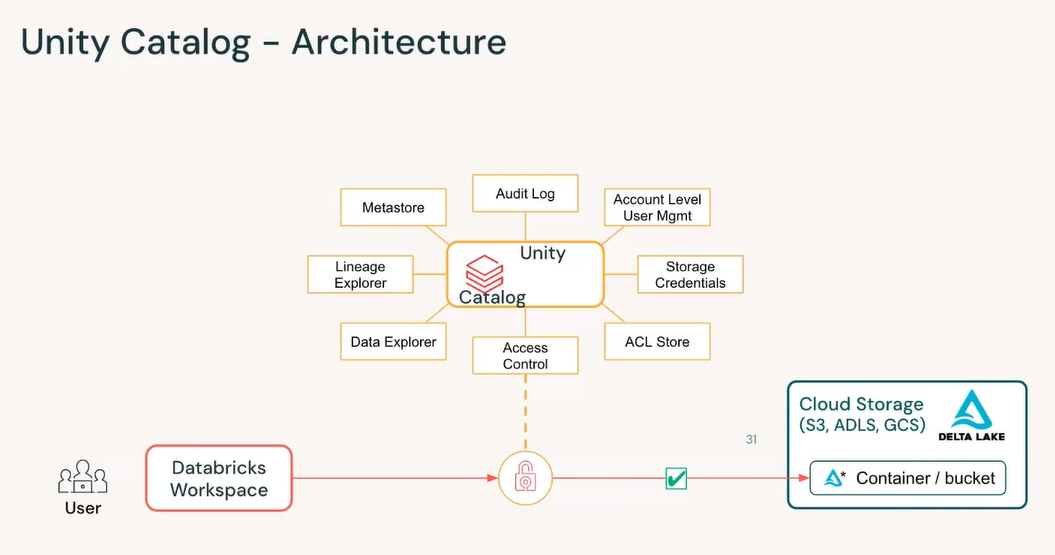 Unity Catalog - Architecture
Audit Log
Metastore
Account Level
User Mgmt
Unity
Catalog
Lineage
Explorer
Storage
Credentials
Data Explorer
Access
Control
ACL Store
Cloud Storage
(S3, ADLS, GCS)
DELTA LAKE
31
Databricks
Workspace
* Container / bucket
User